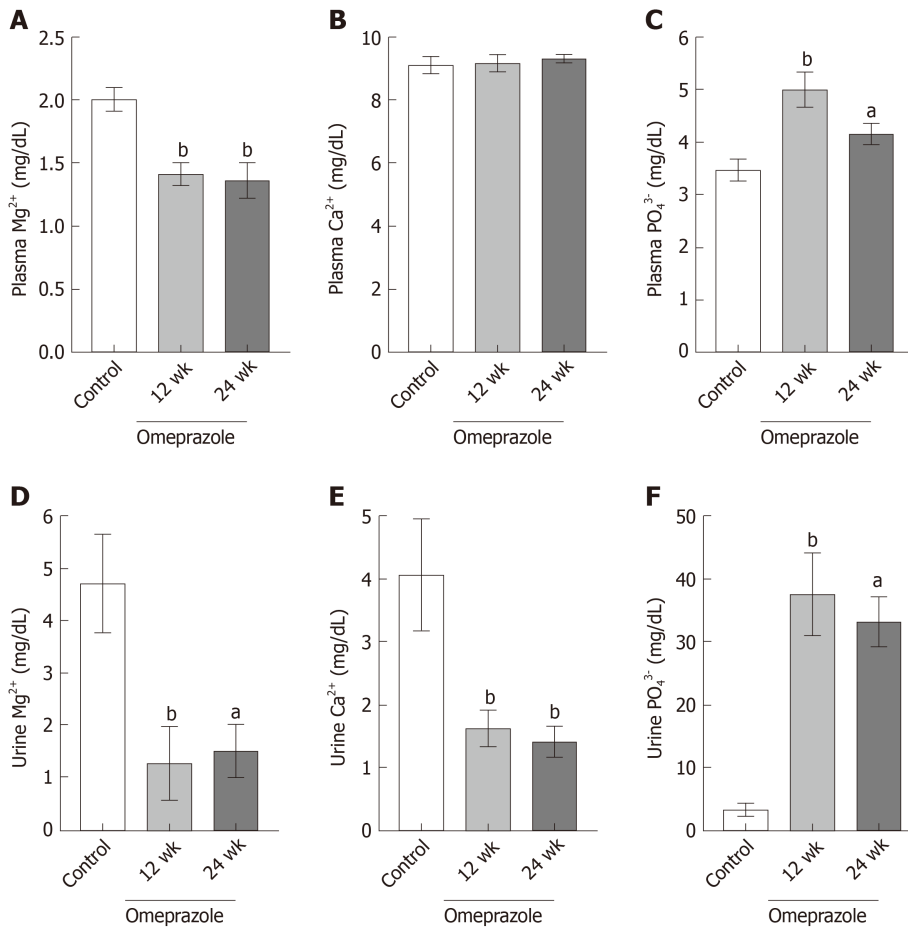 A
Plasma Mg²⁺ (mg/dL)
2.5
2.0
1.5
1.0
0.5
0.0
b
b
Control
12 wk
24 wk
Omeprazole
B
Plasma Ca²⁺ (mg/dL)
10
8
6
4
2
0
Control
12 wk
24 wk
Omeprazole
C
Plasma PO₄³⁻ (mg/dL)
6
5
4
3
2
1
0
b
a
Control
12 wk
24 wk
Omeprazole
D
Urine Mg²⁺ (mg/dL)
6
5
4
3
2
1
0
b
a
Control
12 wk
24 wk
Omeprazole
E
Urine Ca²⁺ (mg/dL)
5
4
3
2
1
0
b
b
Control
12 wk
24 wk
Omeprazole
F
Urine PO₄³⁻ (mg/dL)
50
40
30
20
10
0
b
a
Control
12 wk
24 wk
Omeprazole